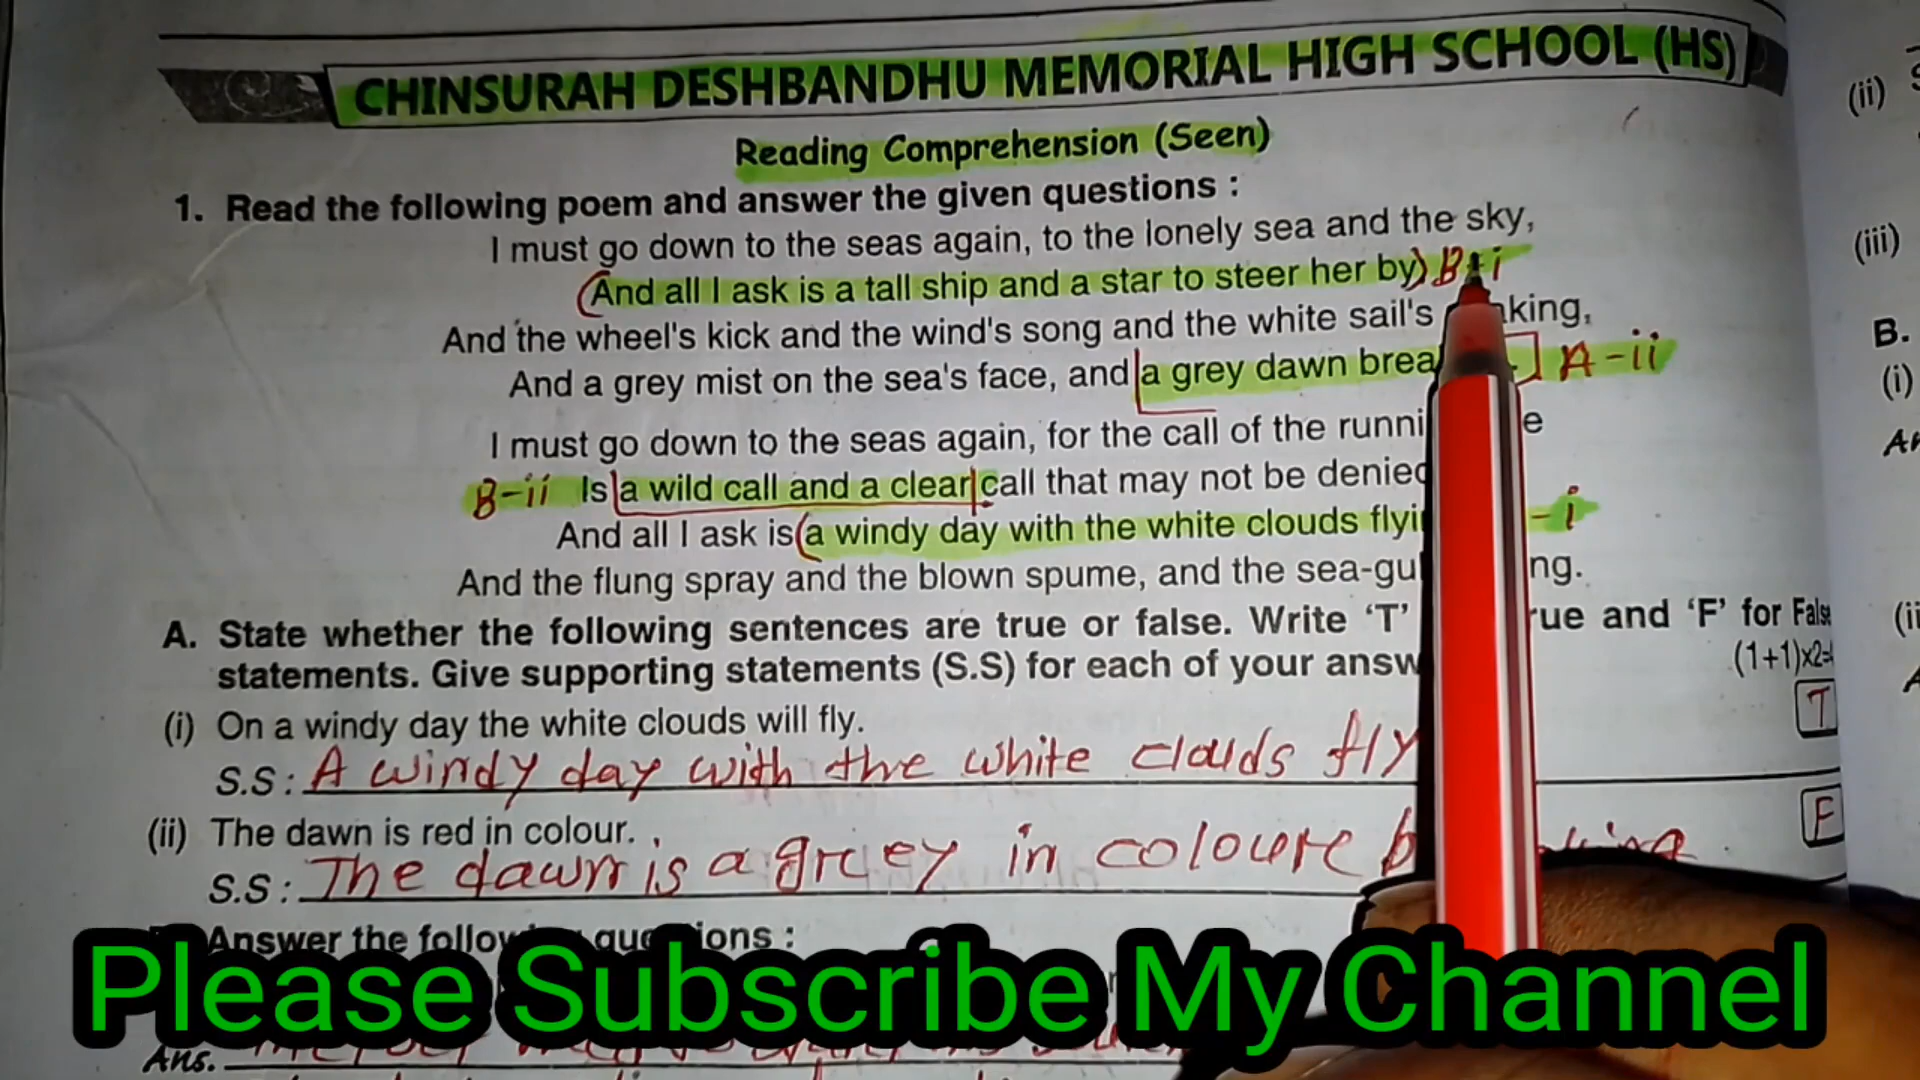 CHINSURAH DESHBANDHU MEMORIAL HIGH SCHOOL (HS)
Reading Comprehension (Seen)
1. Read the following poem and answer the given questions :
I must go down to the seas again, to the lonely sea and the sky,
(And all I ask is a tall ship and a star to steer her by) B-i
And the wheel's kick and the wind's song and the white sail's king,
And a grey mist on the sea's face, and a grey dawn brea A-ii
I must go down to the seas again, for the call of the runni e
B-ii Is a wild call and a clear call that may not be denied
And all I ask is (a windy day with the white clouds flyi - i
And the flung spray and the blown spume, and the sea-gu ng.
A. State whether the following sentences are true or false. Write 'T' rue and 'F' for False
statements. Give supporting statements (S.S) for each of your answ (1+1)x2=
(i) On a windy day the white clouds will fly. T
S.S : A windy day with the white clouds fly
(ii) The dawn is red in colour. F
S.S : The dawn is a grey in coloure
Answer the following questions :
Please Subscribe My Channel
Ans.
(ii)
(iii)
B.
(i)